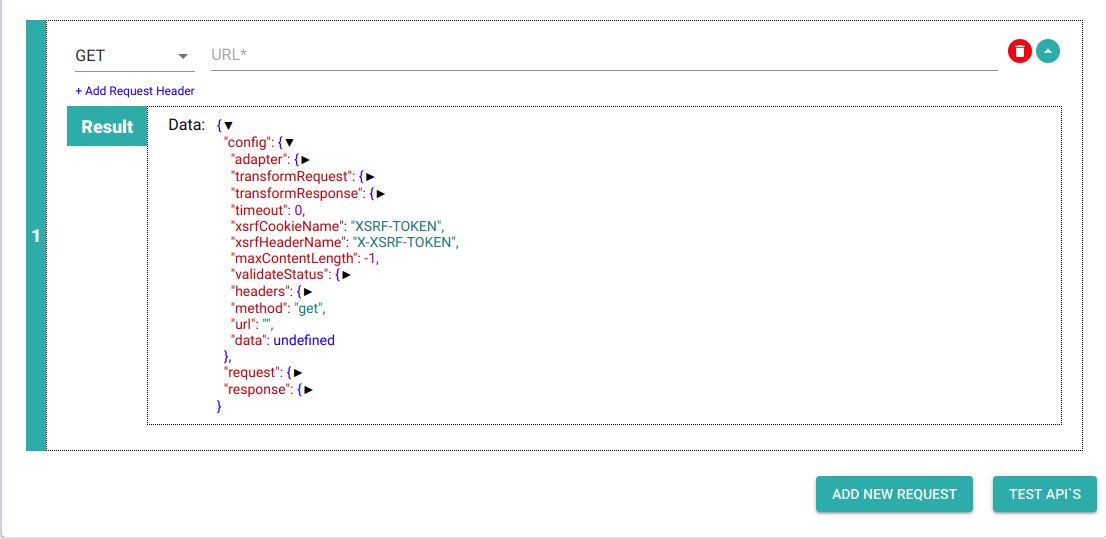 GET URL*
+ Add Request Header
Result Data: {▼
"config": {▼
"adapter": {▶
"transformRequest": {▶
"transformResponse": {▶
"timeout": 0,
"xsrfCookieName": "XSRF-TOKEN",
1 "xsrfHeaderName": "X-XSRF-TOKEN",
"maxContentLength": -1,
"validateStatus": {▶
"headers": {▶
"method": "get",
"url": "",
"data": undefined
},
"request": {▶
"response": {▶
}
ADD NEW REQUEST TEST API`S